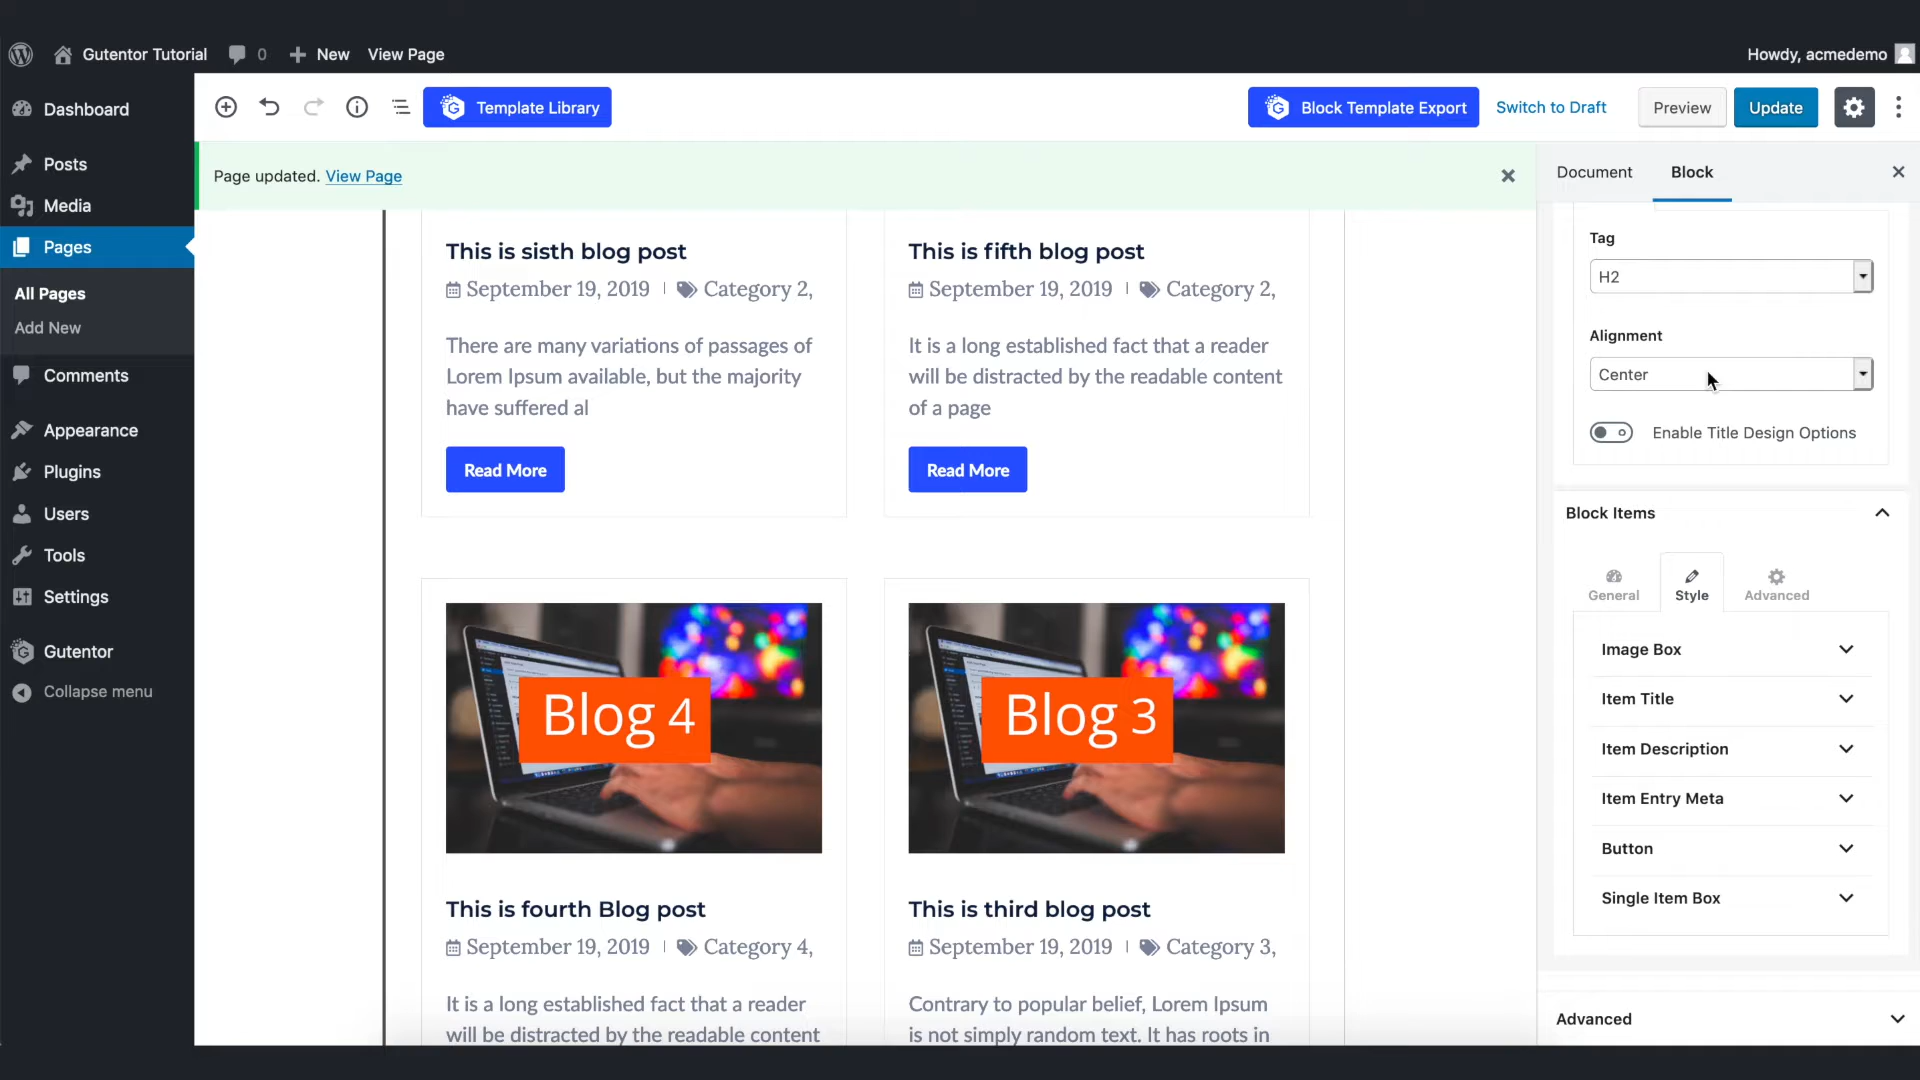 Gutentor Tutorial
0
New
View Page
Howdy, acmedemo
Dashboard
Posts
Media
Pages
All Pages
Add New
Comments
Appearance
Plugins
Users
Tools
Settings
Gutentor
Collapse menu
Template Library
Block Template Export
Switch to Draft
Preview
Update
Page updated. View Page
This is sisth blog post
September 19, 2019
Category 2,
There are many variations of passages of
Lorem Ipsum available, but the majority
have suffered al
Read More
This is fifth blog post
September 19, 2019
Category 2,
It is a long established fact that a reader
will be distracted by the readable content
of a page
Read More
Blog 4
This is fourth Blog post
September 19, 2019
Category 4,
It is a long established fact that a reader
will be distracted by the readable content
Blog 3
This is third blog post
September 19, 2019
Category 3,
Contrary to popular belief, Lorem Ipsum
is not simply random text. It has roots in
Document
Block
Tag
H2
Alignment
Center
Enable Title Design Options
Block Items
General
Style
Advanced
Image Box
Item Title
Item Description
Item Entry Meta
Button
Single Item Box
Advanced